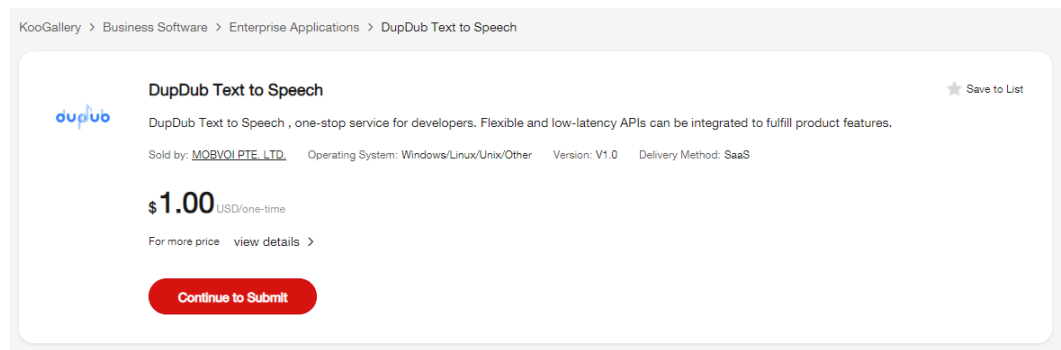 KooGallery > Business Software > Enterprise Applications > DupDub Text to Speech
dupdub
DupDub Text to Speech
Save to List
DupDub Text to Speech , one-stop service for developers. Flexible and low-latency APIs can be integrated to fulfill product features.
Sold by: MOBVOI PTE. LTD. Operating System: Windows/Linux/Unix/Other Version: V1.0 Delivery Method: SaaS
$1.00 USD/one-time
For more price view details >
Continue to Submit